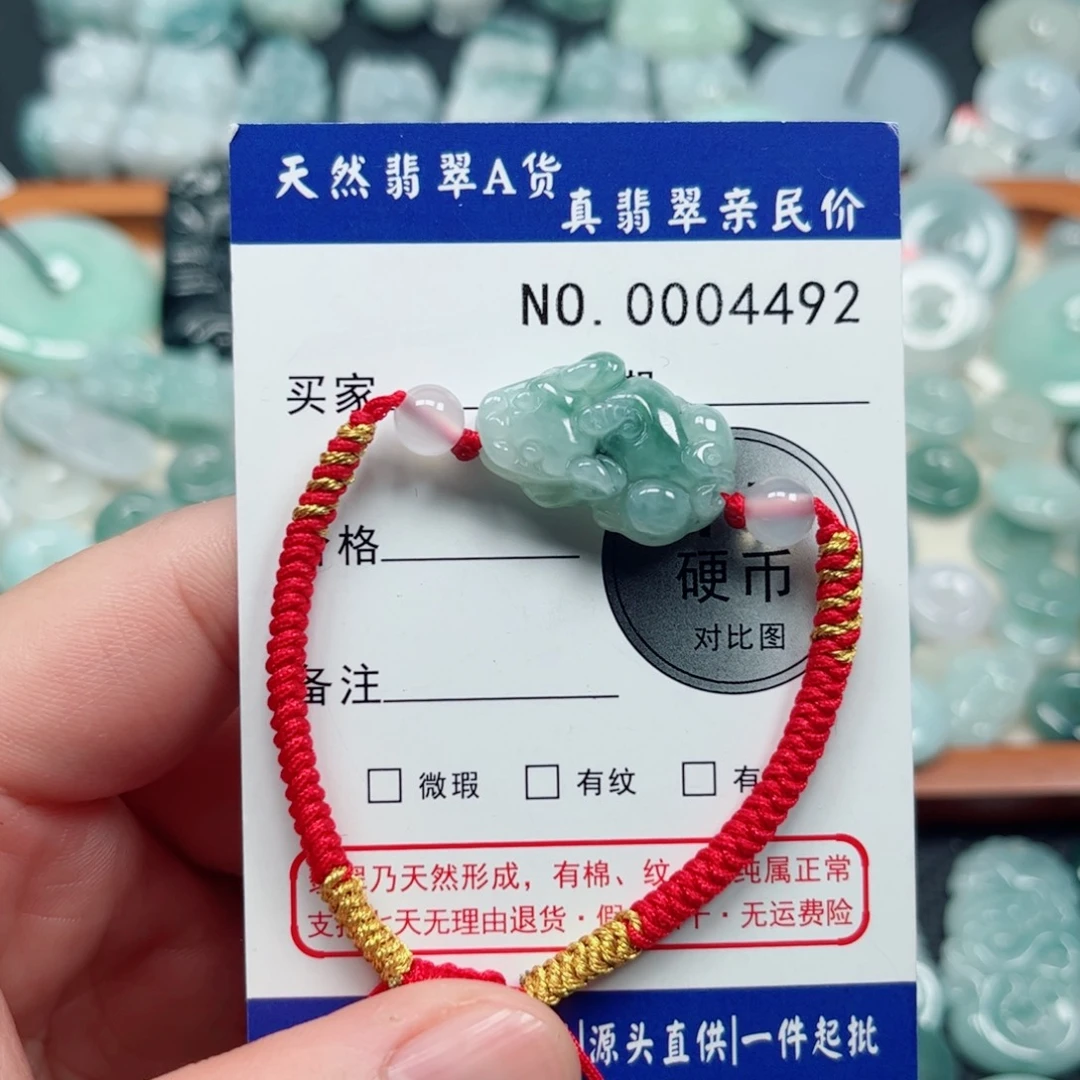 天然翡翠A货
真翡翠亲民价
NO. 0004492
买家
格
硬币
对比图
备注
微瑕 有纹 有
翠乃天然形成，有棉、纹 纯属正常
支持七天无理由退货·假 · 无运费险
|源头直供|一件起批